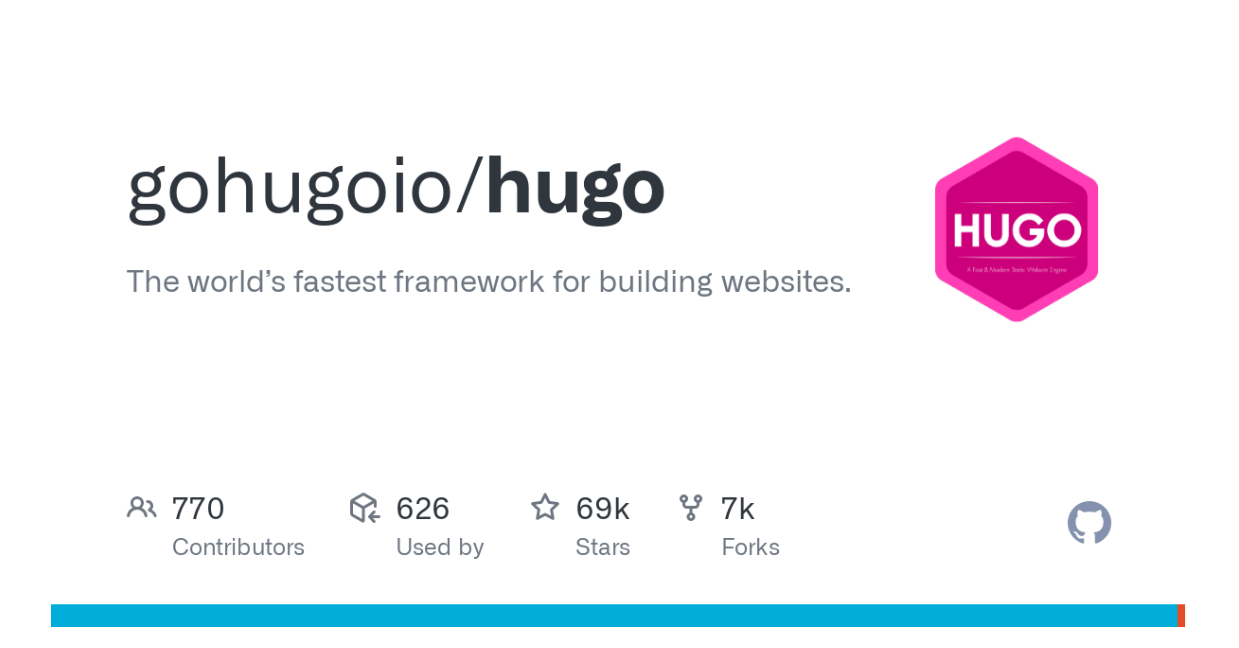 gohugoio/hugo
The world’s fastest framework for building websites.
HUGO
A Fast & Modern Static Website Engine
770
Contributors
626
Used by
69k
Stars
7k
Forks